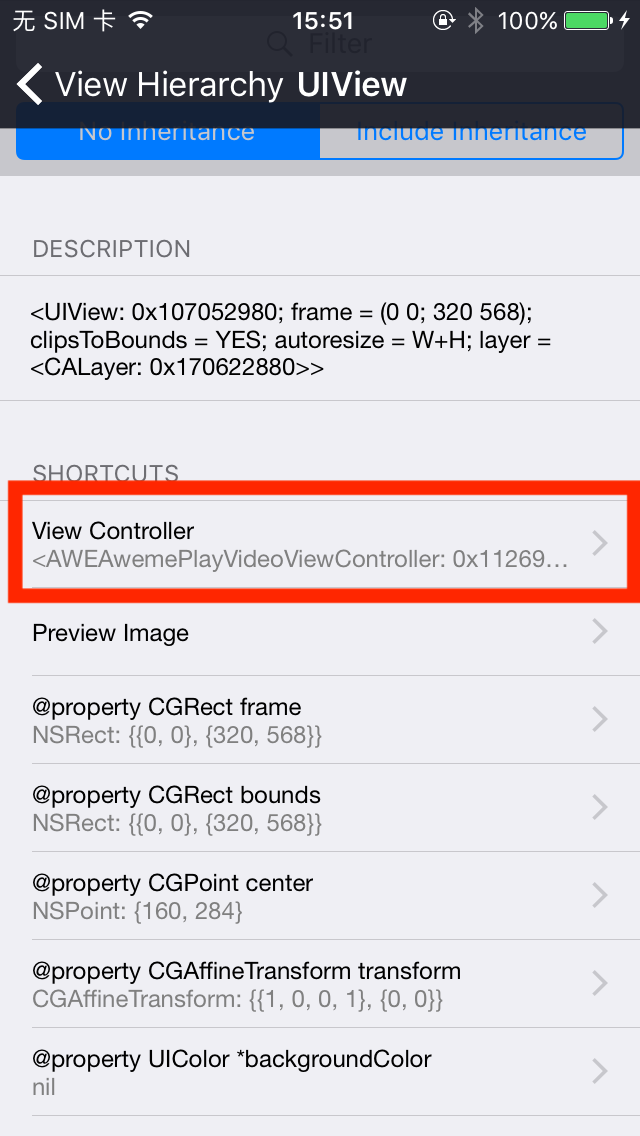 无 SIM 卡 15:51 100%
Filter
View Hierarchy UIView
No Inheritance Include Inheritance
DESCRIPTION
<UIView: 0x107052980; frame = (0 0; 320 568);
clipsToBounds = YES; autoresize = W+H; layer =
<CALayer: 0x170622880>>
SHORTCUTS
View Controller
<AWEAwemePlayVideoViewController: 0x11269...
Preview Image
@property CGRect frame
NSRect: {{0, 0}, {320, 568}}
@property CGRect bounds
NSRect: {{0, 0}, {320, 568}}
@property CGPoint center
NSPoint: {160, 284}
@property CGAffineTransform transform
CGAffineTransform: {{1, 0, 0, 1}, {0, 0}}
@property UIColor *backgroundColor
nil